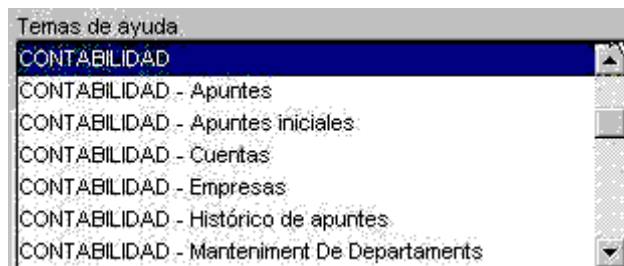 Temas de ayuda
CONTABILIDAD
CONTABILIDAD - Apuntes
CONTABILIDAD - Apuntes iniciales
CONTABILIDAD - Cuentas
CONTABILIDAD - Empresas
CONTABILIDAD - Histórico de apuntes
CONTABILIDAD - Manteniment De Departaments